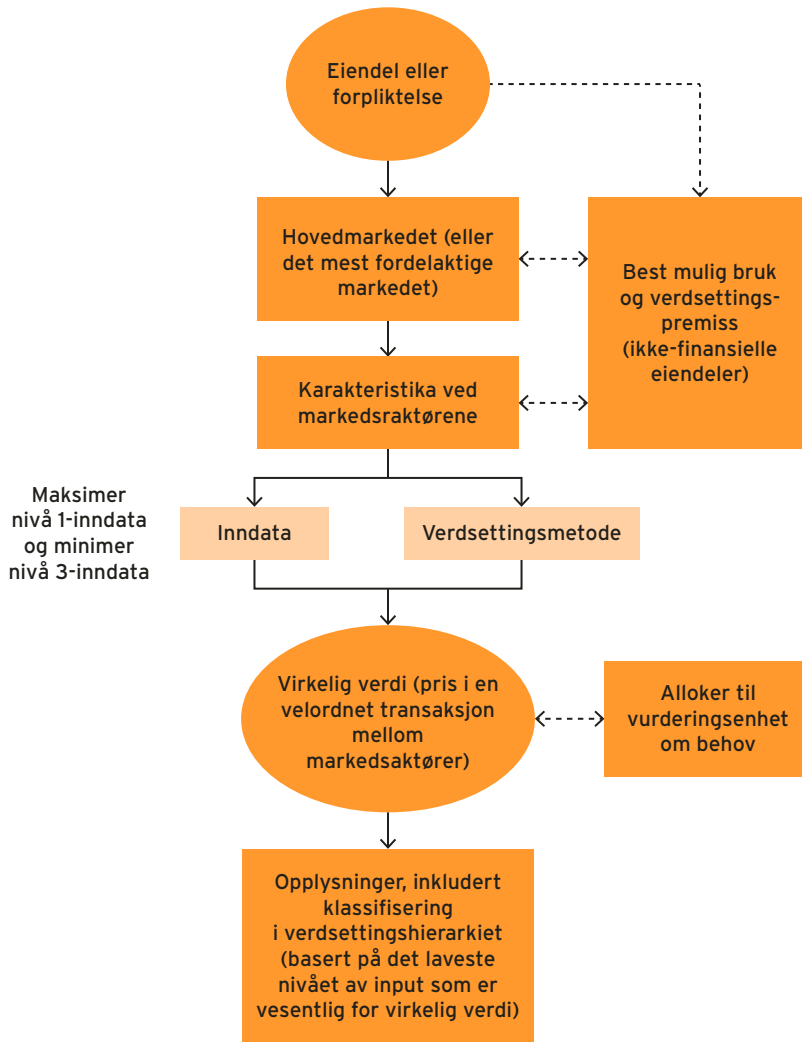 Eiendel eller
forpliktelse
Hovedmarkedet (eller
det mest fordelaktige
markedet)
Best mulig bruk
og verdsettings-
premiss
(ikke-finansielle
eiendeler)
Karakteristika ved
markedsraktørene
Maksimer
nivå 1-inndata
og minimer
nivå 3-inndata
Inndata
Verdsettingsmetode
Virkelig verdi (pris i en
velordnet transaksjon
mellom
markedsaktører)
Alloker til
vurderingsenhet
om behov
Opplysninger, inkludert
klassifisering
i verdsettingshierarkiet
(basert på det laveste
nivået av input som er
vesentlig for virkelig verdi)